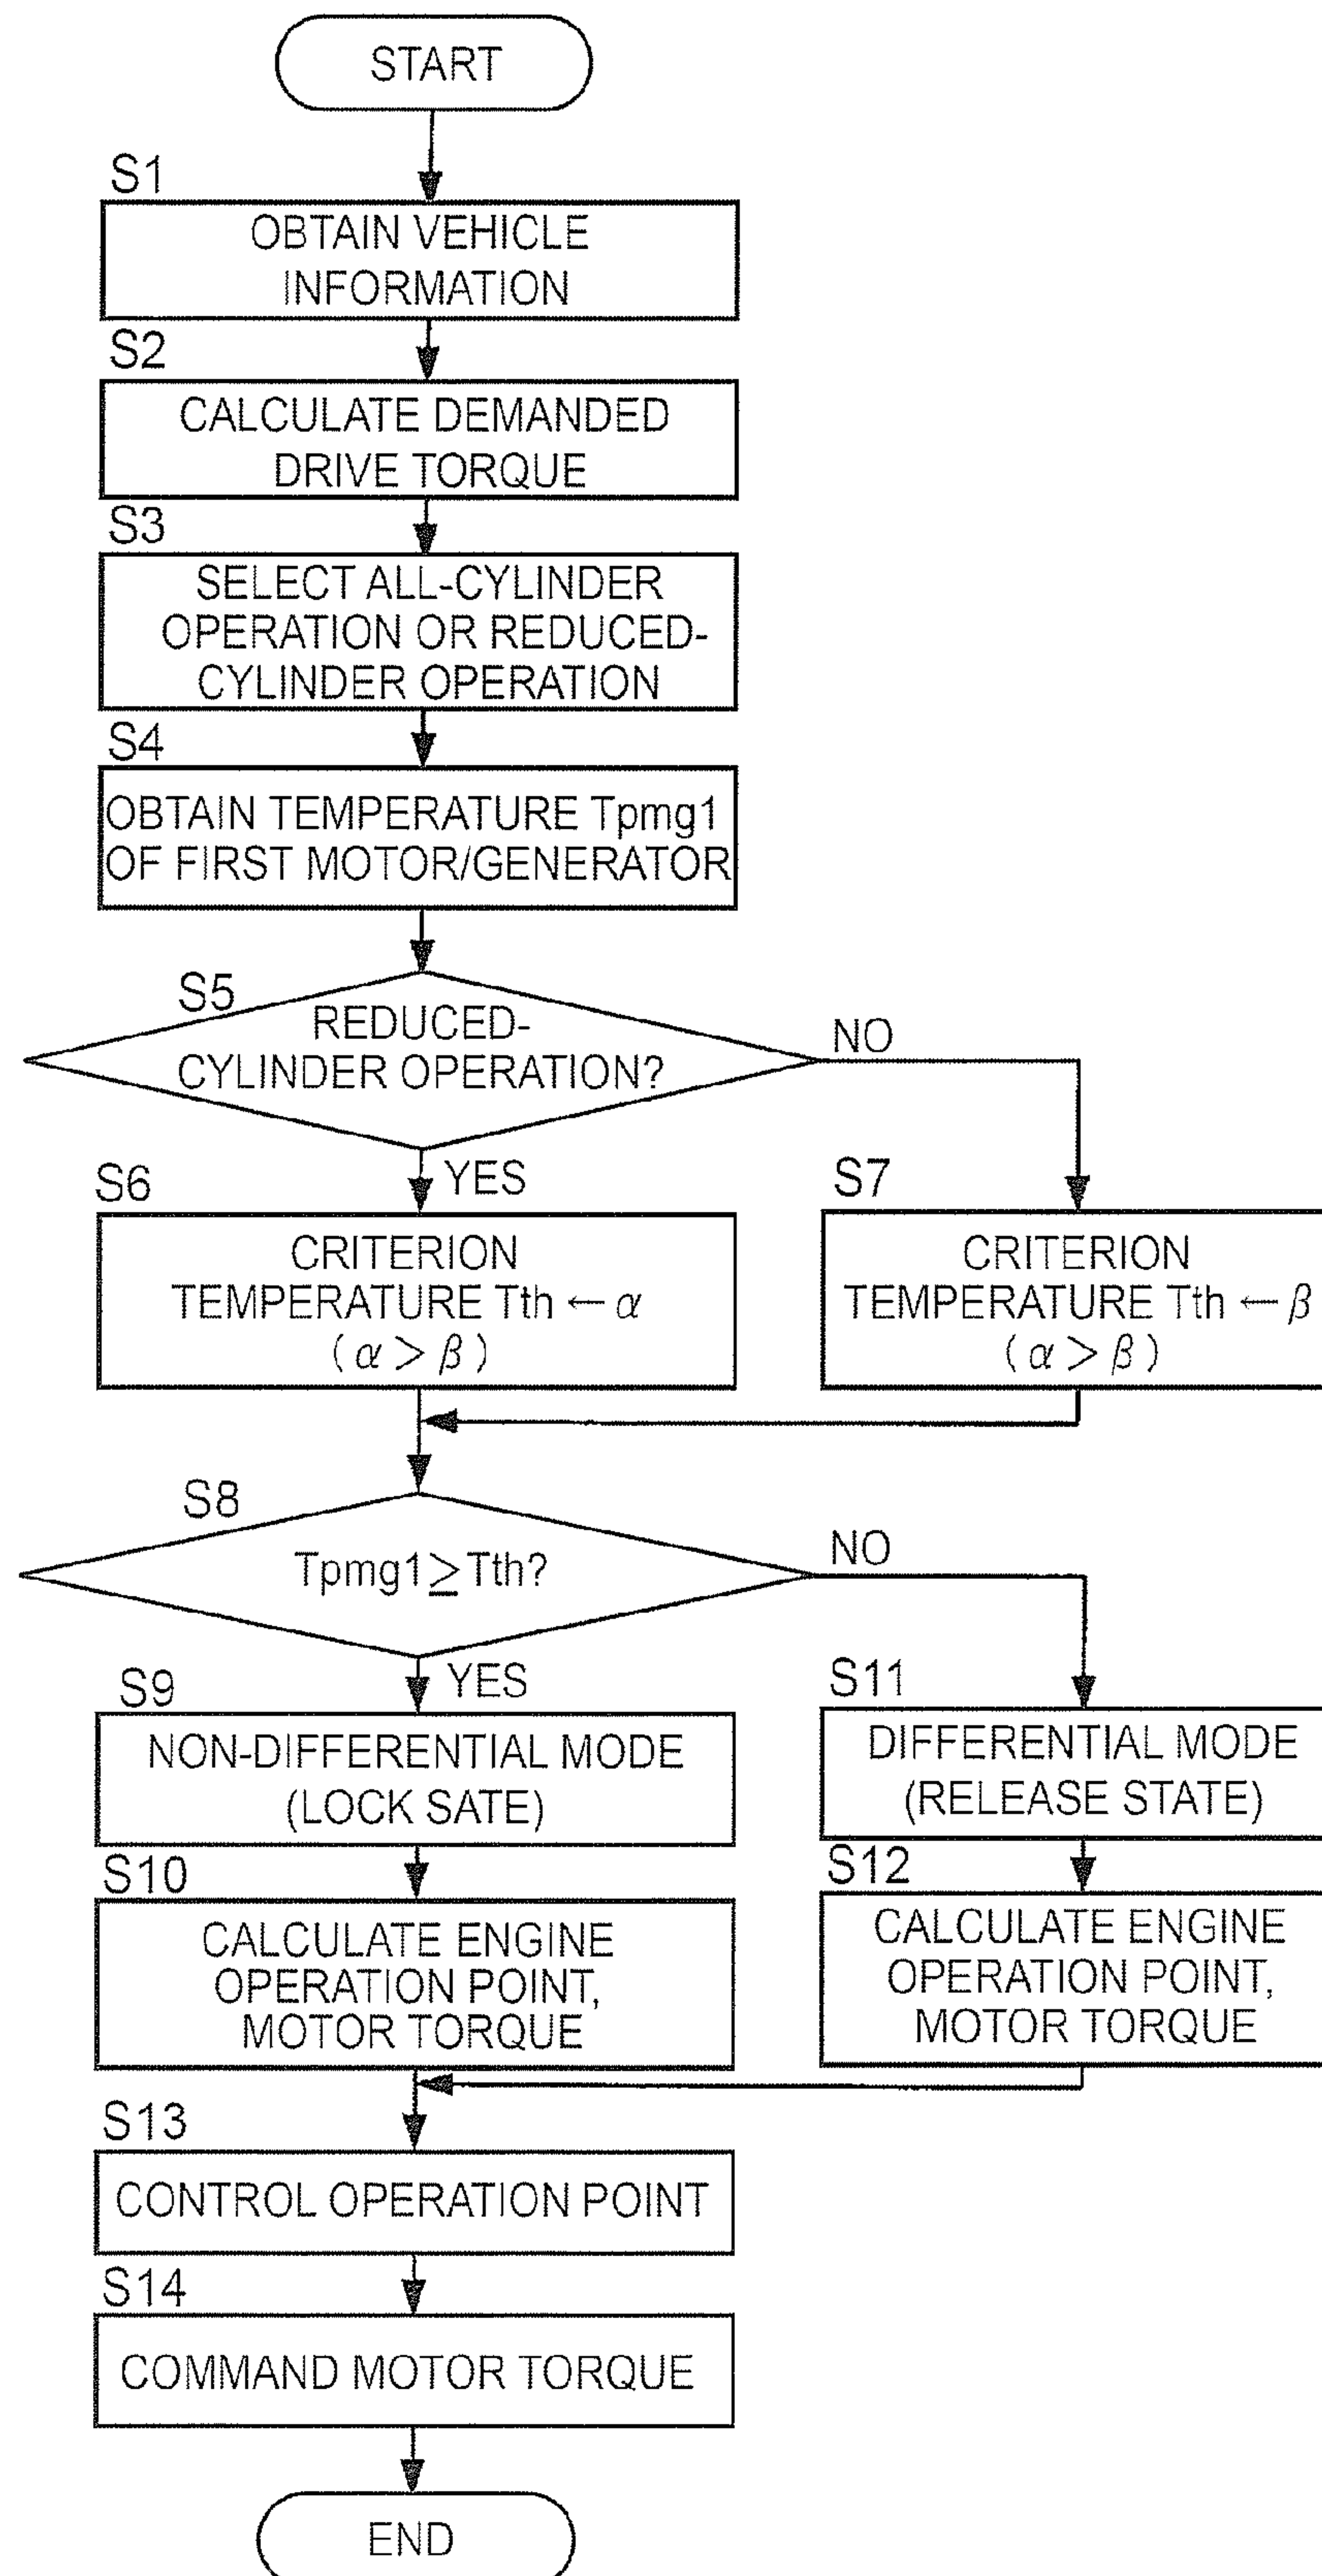 START
S1
OBTAIN VEHICLE
INFORMATION
S2
CALCULATE DEMANDED
DRIVE TORQUE
S3
SELECT ALL-CYLINDER
OPERATION OR REDUCED-
CYLINDER OPERATION
S4
OBTAIN TEMPERATURE Tpmg1
OF FIRST MOTOR/GENERATOR
S5
REDUCED-
CYLINDER OPERATION?
NO
YES
S6
CRITERION
TEMPERATURE Tth ← α
( α > β )
S7
CRITERION
TEMPERATURE Tth ← β
( α > β )
S8
Tpmg1≥Tth?
NO
YES
S9
NON-DIFFERENTIAL MODE
(LOCK SATE)
S11
DIFFERENTIAL MODE
(RELEASE STATE)
S10
CALCULATE ENGINE
OPERATION POINT,
MOTOR TORQUE
S12
CALCULATE ENGINE
OPERATION POINT,
MOTOR TORQUE
S13
CONTROL OPERATION POINT
S14
COMMAND MOTOR TORQUE
END